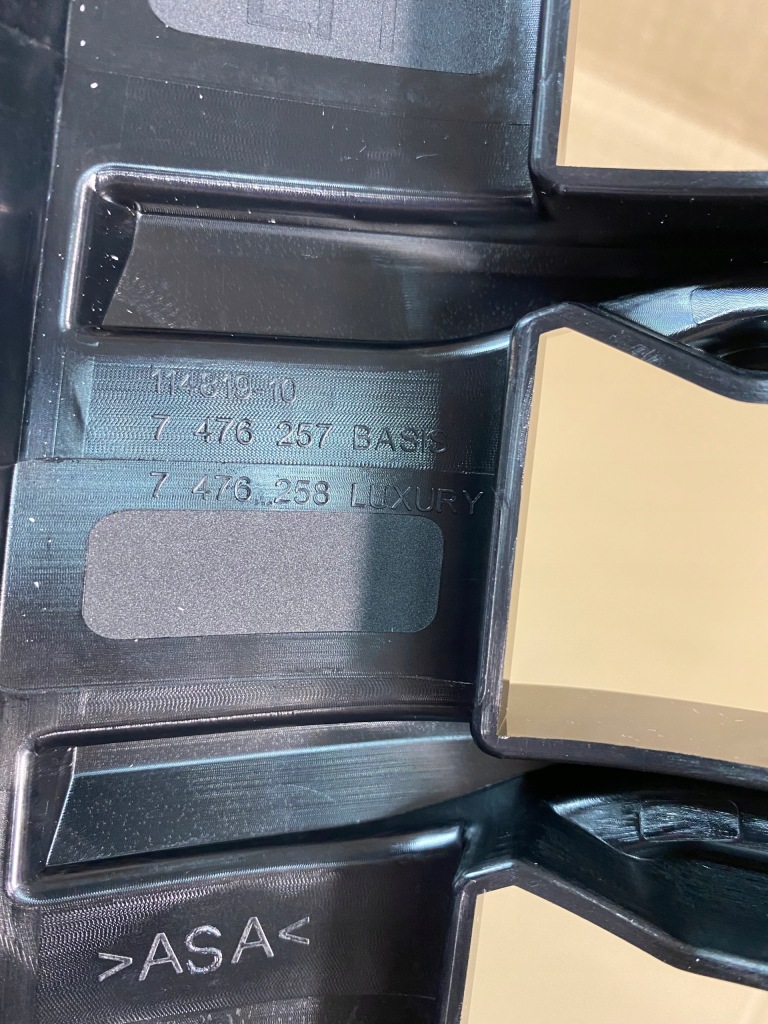 114819-10
7 476 257 BASIS
7 476 258 LUXURY
>ASA<